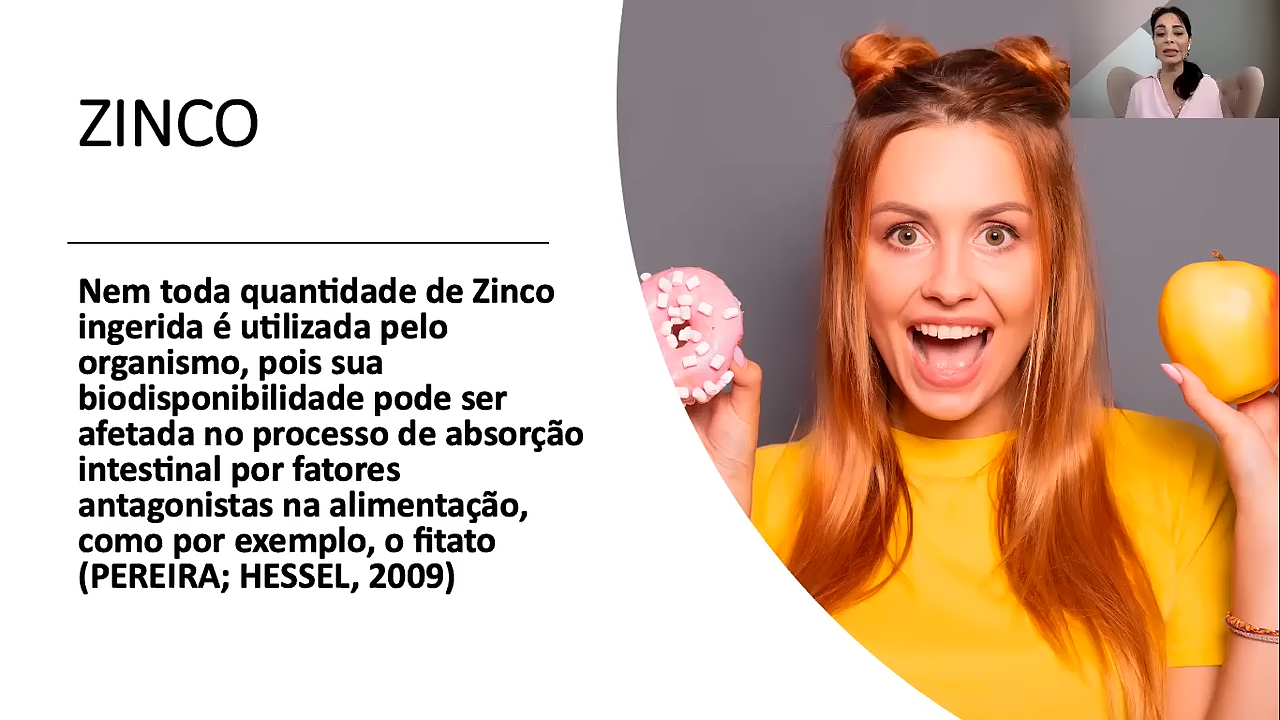 ZINCO
Nem toda quantidade de Zinco
ingerida é utilizada pelo
organismo, pois sua
biodisponibilidade pode ser
afetada no processo de absorção
intestinal por fatores
antagonistas na alimentação,
como por exemplo, o fitato
(PEREIRA; HESSEL, 2009)